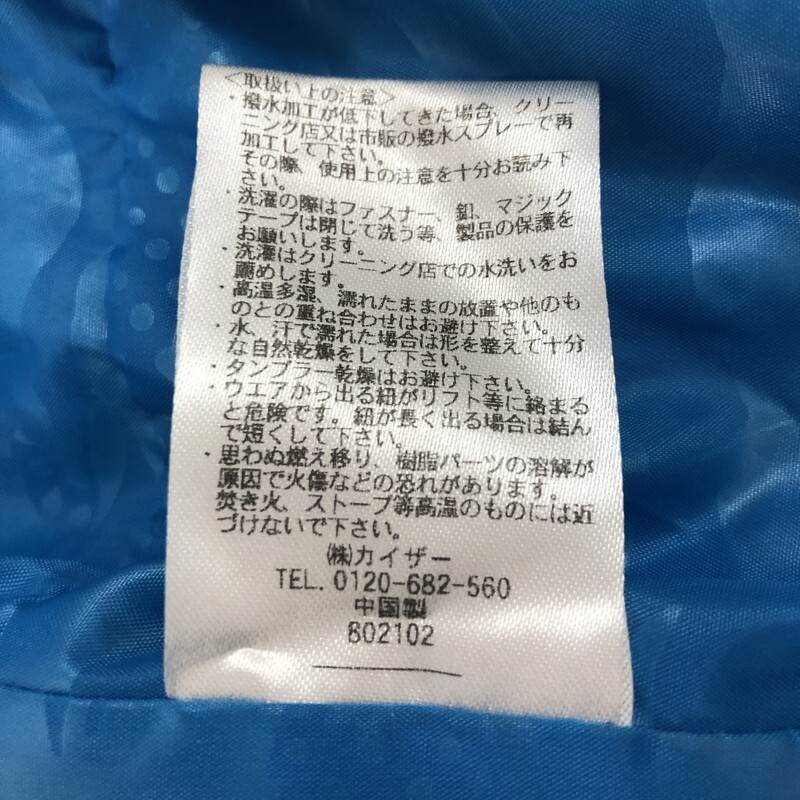 <取扱い上の注意>
・撥水加工が低下してきた場合、クリー
ニング店又は市販の撥水スプレーで再
加工して下さい。
その際、使用上の注意を十分お読み下
さい。
・洗濯の際はファスナー、釦、マジック
テープは閉じて洗う等、製品の保護を
お願いします。
・洗濯はクリーニング店での水洗いをお
薦めします。
・高温多湿、濡れたままの放置や他のも
のとの重ね合わせはお避け下さい。
・水、汗で濡れた場合は形を整えて十分
な自然乾燥をして下さい。
・タンブラー乾燥はお避け下さい。
・ウエアから出る紐がリフト等に絡まる
と危険です。紐が長く出る場合は結ん
で短くして下さい。
・思わぬ燃え移り、樹脂パーツの溶解が
原因で火傷などの恐れがあります。
焚き火、ストーブ等高温のものには近
づけないで下さい。
㈱カイザー
TEL. 0120-682-560
中国製
802102